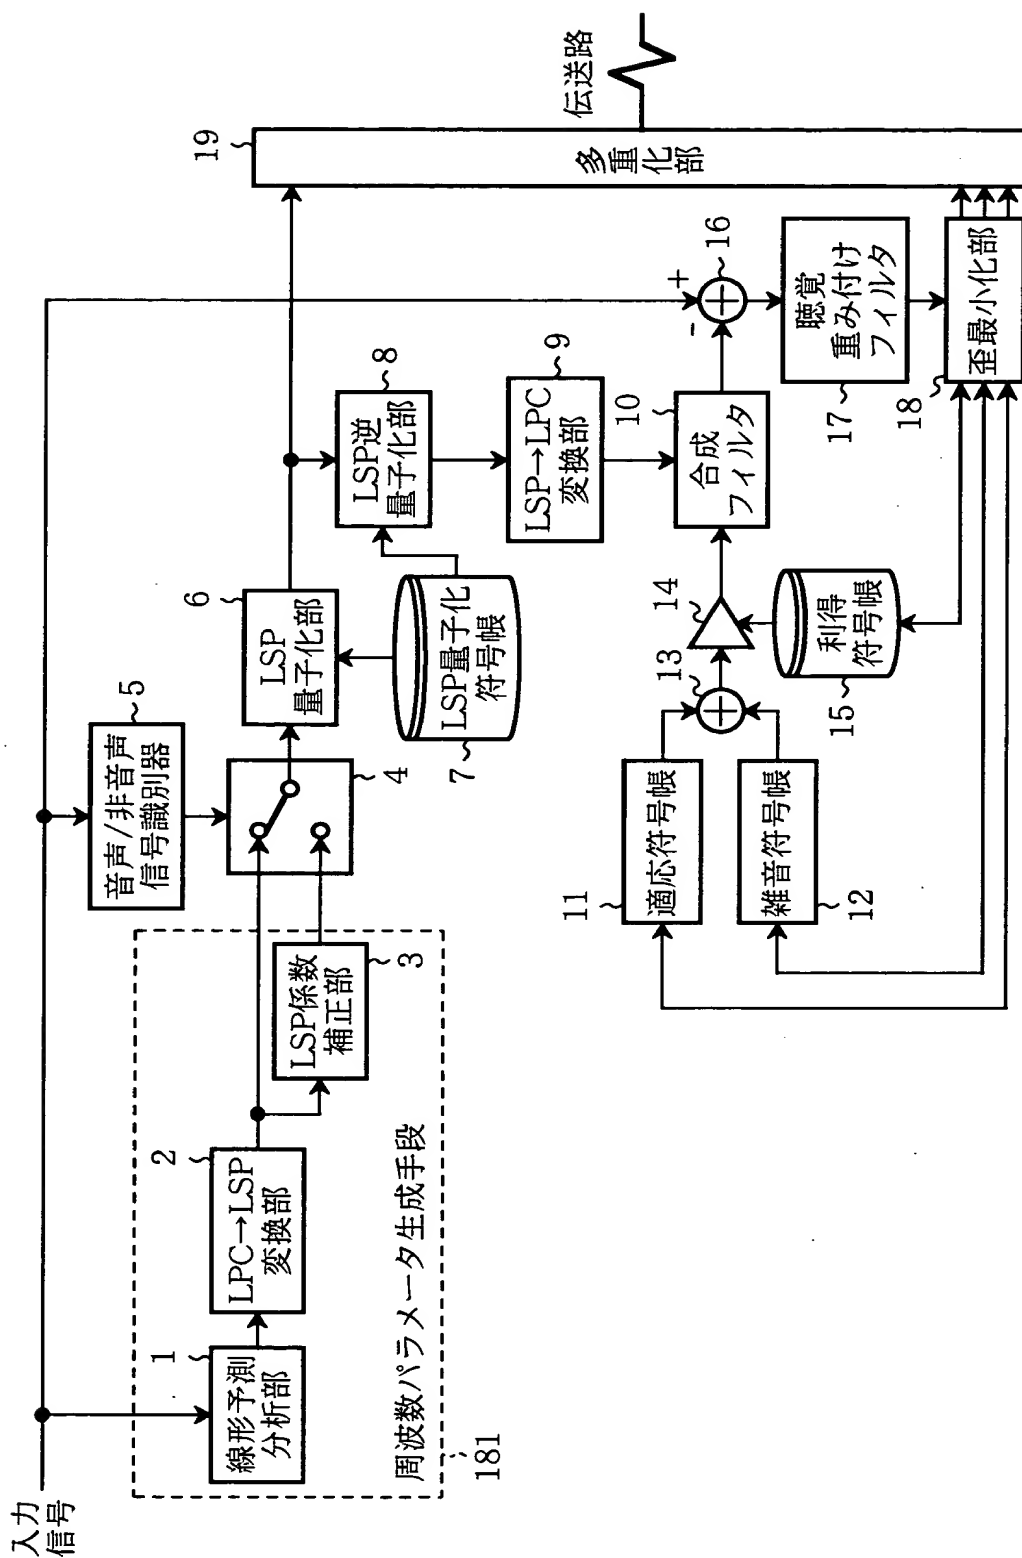 入力
信号
1
線形予測
分析部
2
LPC→LSP
変換部
3
LSP係数
補正部
周波数パラメータ生成手段
181
4
5
音声/非音声
信号識別器
6
LSP
量子化部
7
LSP量子化
符号帳
8
LSP逆
量子化部
9
LSP→LPC
変換部
10
合成
フィルタ
11
適応符号帳
12
雑音符号帳
13
14
15
利得
符号帳
16
+
-
17
聴覚
重み付け
フィルタ
18
歪最小化部
19
多重化部
伝送路